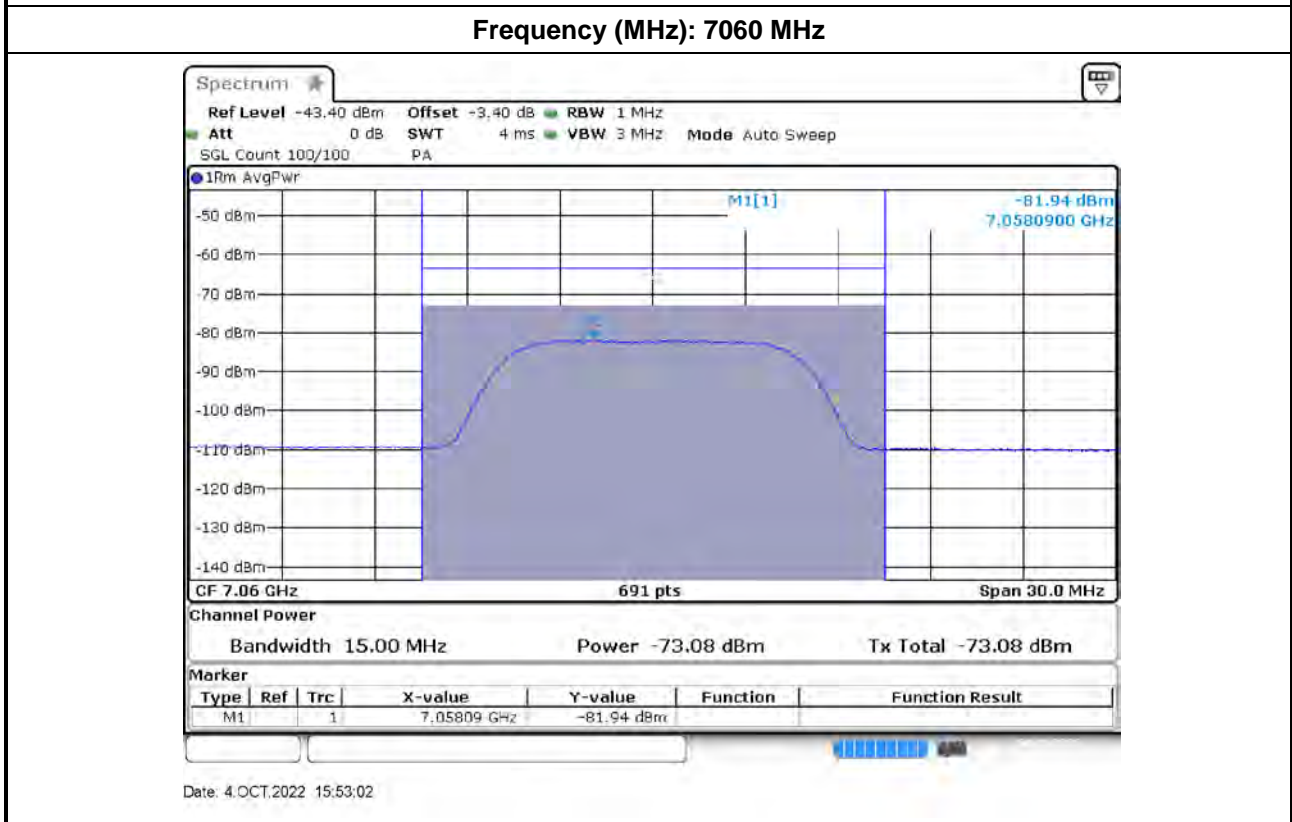 Frequency (MHz): 7060 MHz
Spectrum
Ref Level -43.40 dBm Offset -3.40 dB RBW 1 MHz
Att 0 dB SWT 4 ms VBW 3 MHz Mode Auto Sweep
SGL Count 100/100 PA
1Rm AvgPwr
M1[1] -81.94 dBm
7.0580900 GHz
-50 dBm
-60 dBm
-70 dBm
-80 dBm
-90 dBm
-100 dBm
-110 dBm
-120 dBm
-130 dBm
-140 dBm
CF 7.06 GHz 691 pts Span 30.0 MHz
Channel Power
Bandwidth 15.00 MHz Power -73.08 dBm Tx Total -73.08 dBm
Marker
Type Ref Trc X-value Y-value Function Function Result
M1 1 7.05809 GHz -81.94 dBm
Date: 4.OCT.2022 15:53:02